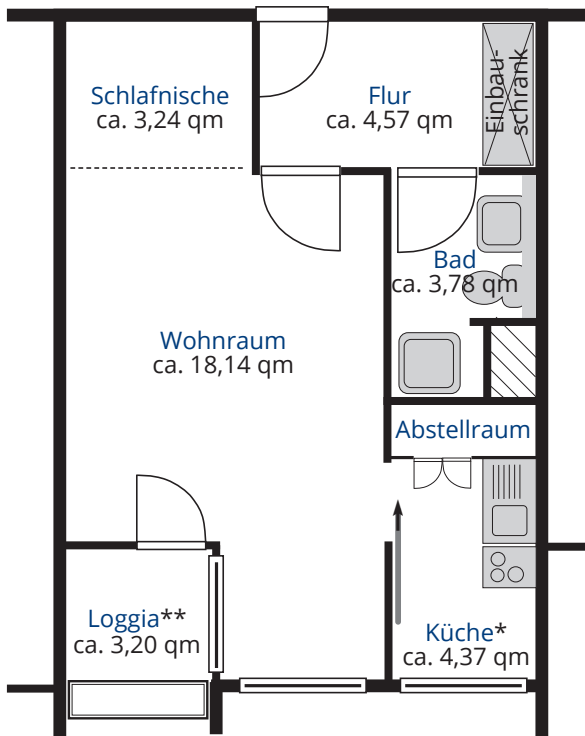 Schlafnische
ca. 3,24 qm
Flur
ca. 4,57 qm
Einbau-
schrank
Bad
ca. 3,78 qm
Wohnraum
ca. 18,14 qm
Abstellraum
Loggia**
ca. 3,20 qm
Küche*
ca. 4,37 qm